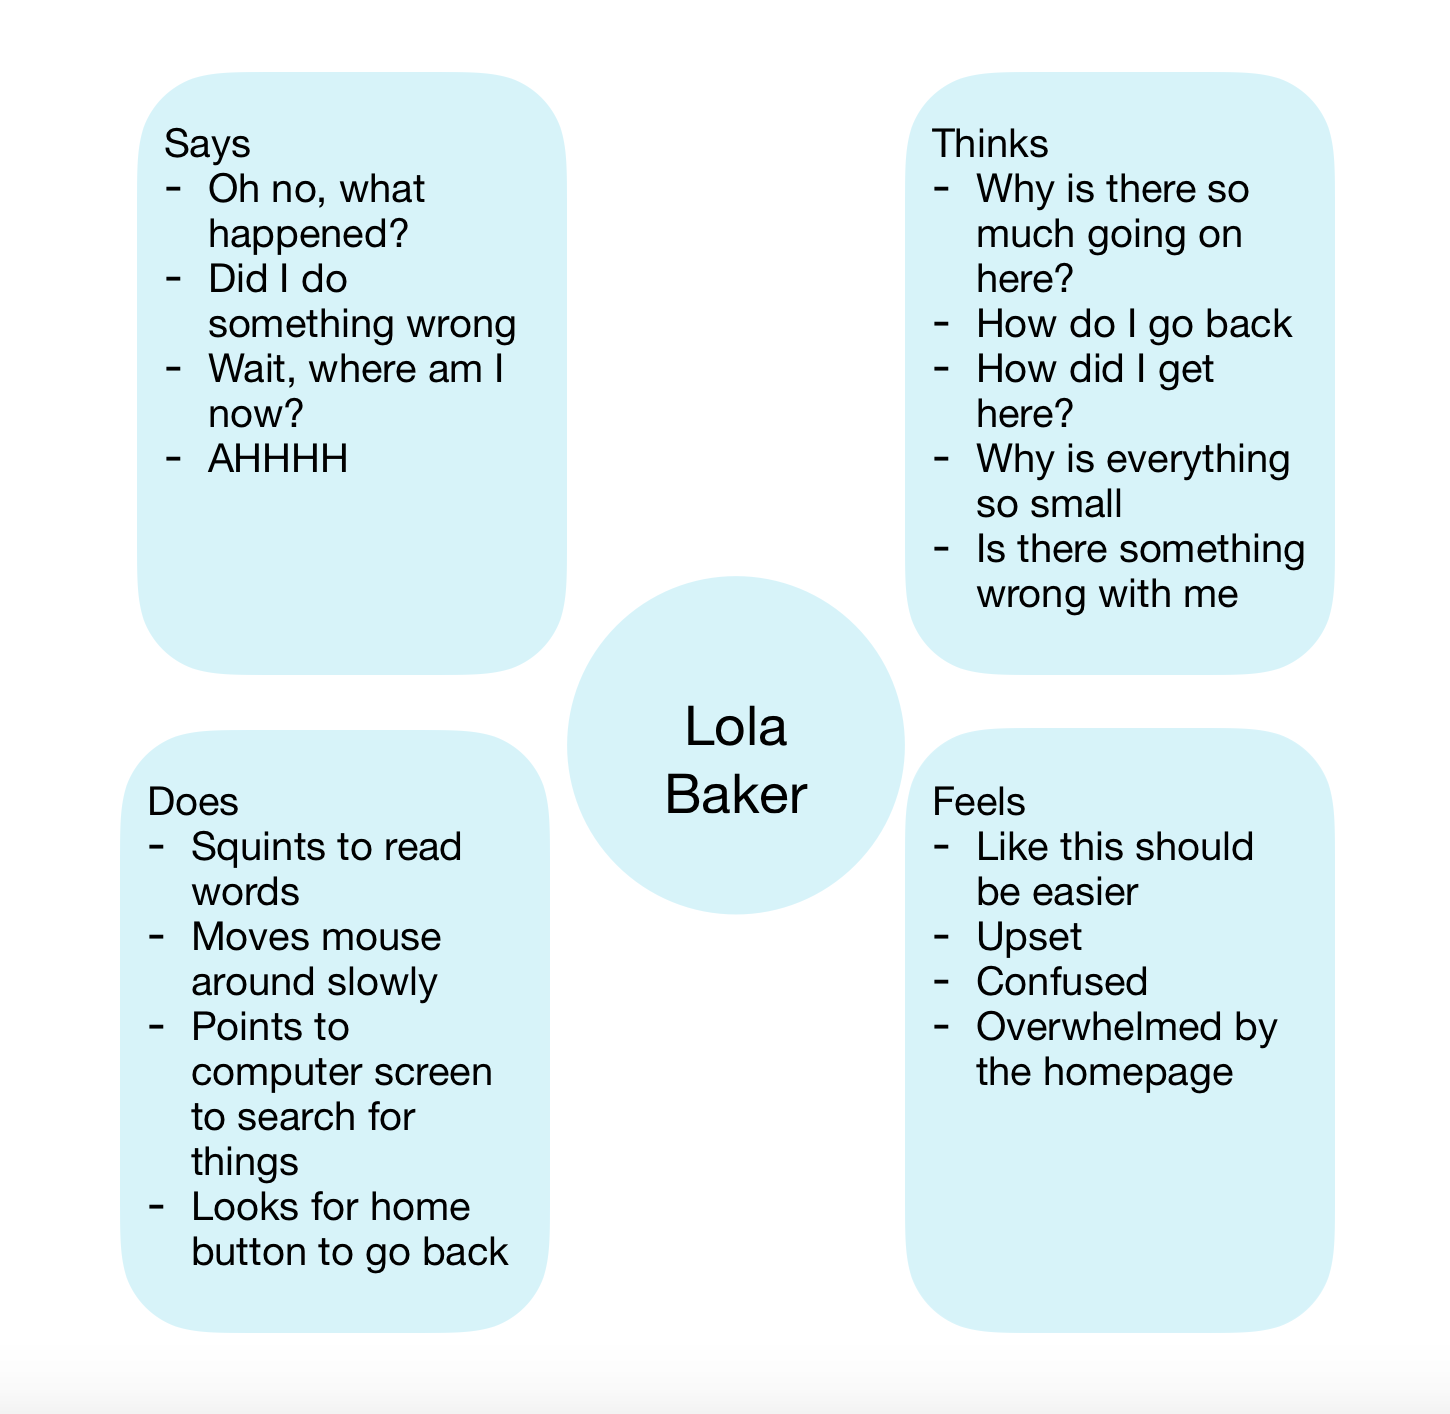 Says
- Oh no, what
happened?
- Did I do
something wrong
- Wait, where am I
now?
- AHHHH
Thinks
- Why is there so
much going on
here?
- How do I go back
- How did I get
here?
- Why is everything
so small
- Is there something
wrong with me
Lola
Baker
Does
- Squints to read
words
- Moves mouse
around slowly
- Points to
computer screen
to search for
things
- Looks for home
button to go back
Feels
- Like this should
be easier
- Upset
- Confused
- Overwhelmed by
the homepage